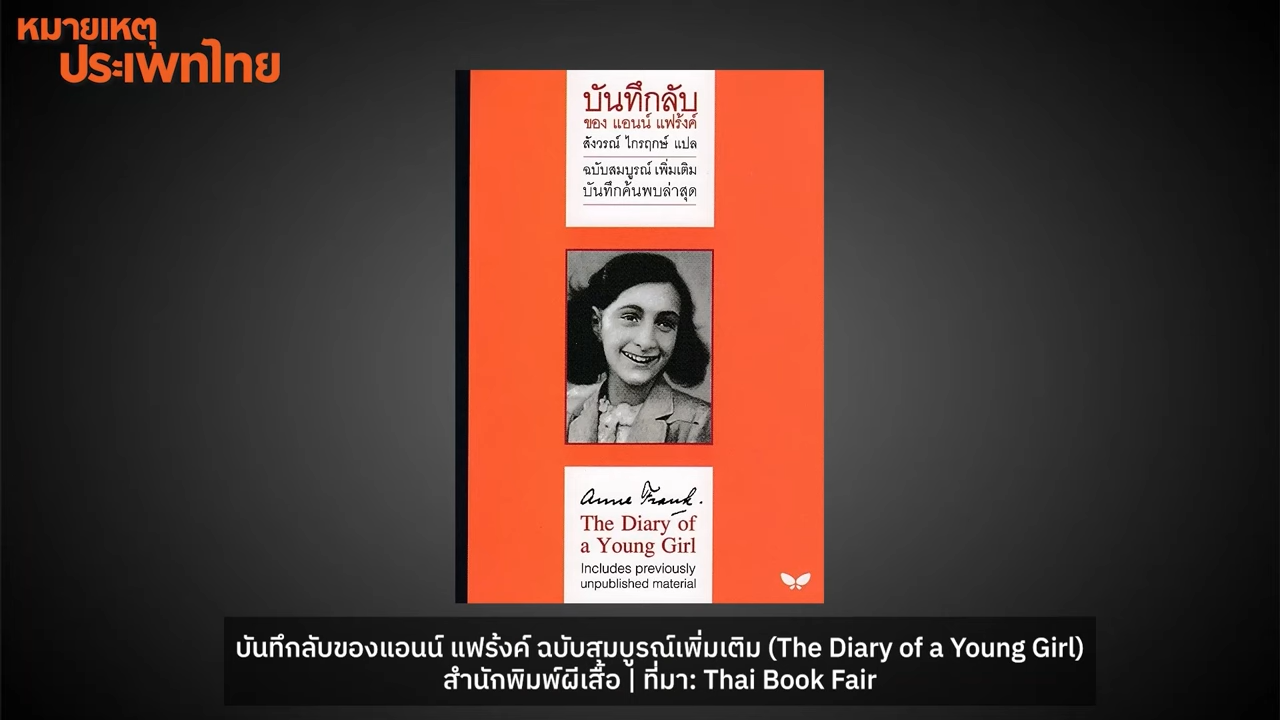 หมายเหตุ
ประเพทไทย
บันทึกลับ
ของ แอนน์ แฟร้งค์
สังวรณ์ ไกรฤกษ์ แปล
ฉบับสมบูรณ์ เพิ่มเติม
บันทึกค้นพบล่าสุด
Anne Frank.
The Diary of
a Young Girl
Includes previously
unpublished material
บันทึกลับของแอนน์ แฟร้งค์ ฉบับสมบูรณ์เพิ่มเติม (The Diary of a Young Girl)
สำนักพิมพ์ผีเสื้อ | ที่มา: Thai Book Fair